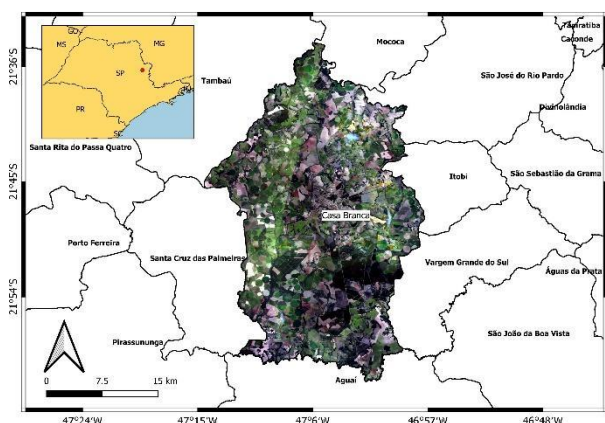 GO
MS
MG
SP
PR
SC
Tapiratiba
Caconde
Mococa
São José do Rio Pardo
Tambaú
Divinolândia
Santa Rita do Passa Quatro
Itobi
São Sebastião da Grama
Casa Branca
Porto Ferreira
Santa Cruz das Palmeiras
Vargem Grande do Sul
Águas da Prata
Pirassununga
São João da Boa Vista
Aguaí
0 7.5 15 km
21°36'S
21°45'S
21°54'S
47°24'W 47°15'W 47°6'W 46°57'W 46°48'W